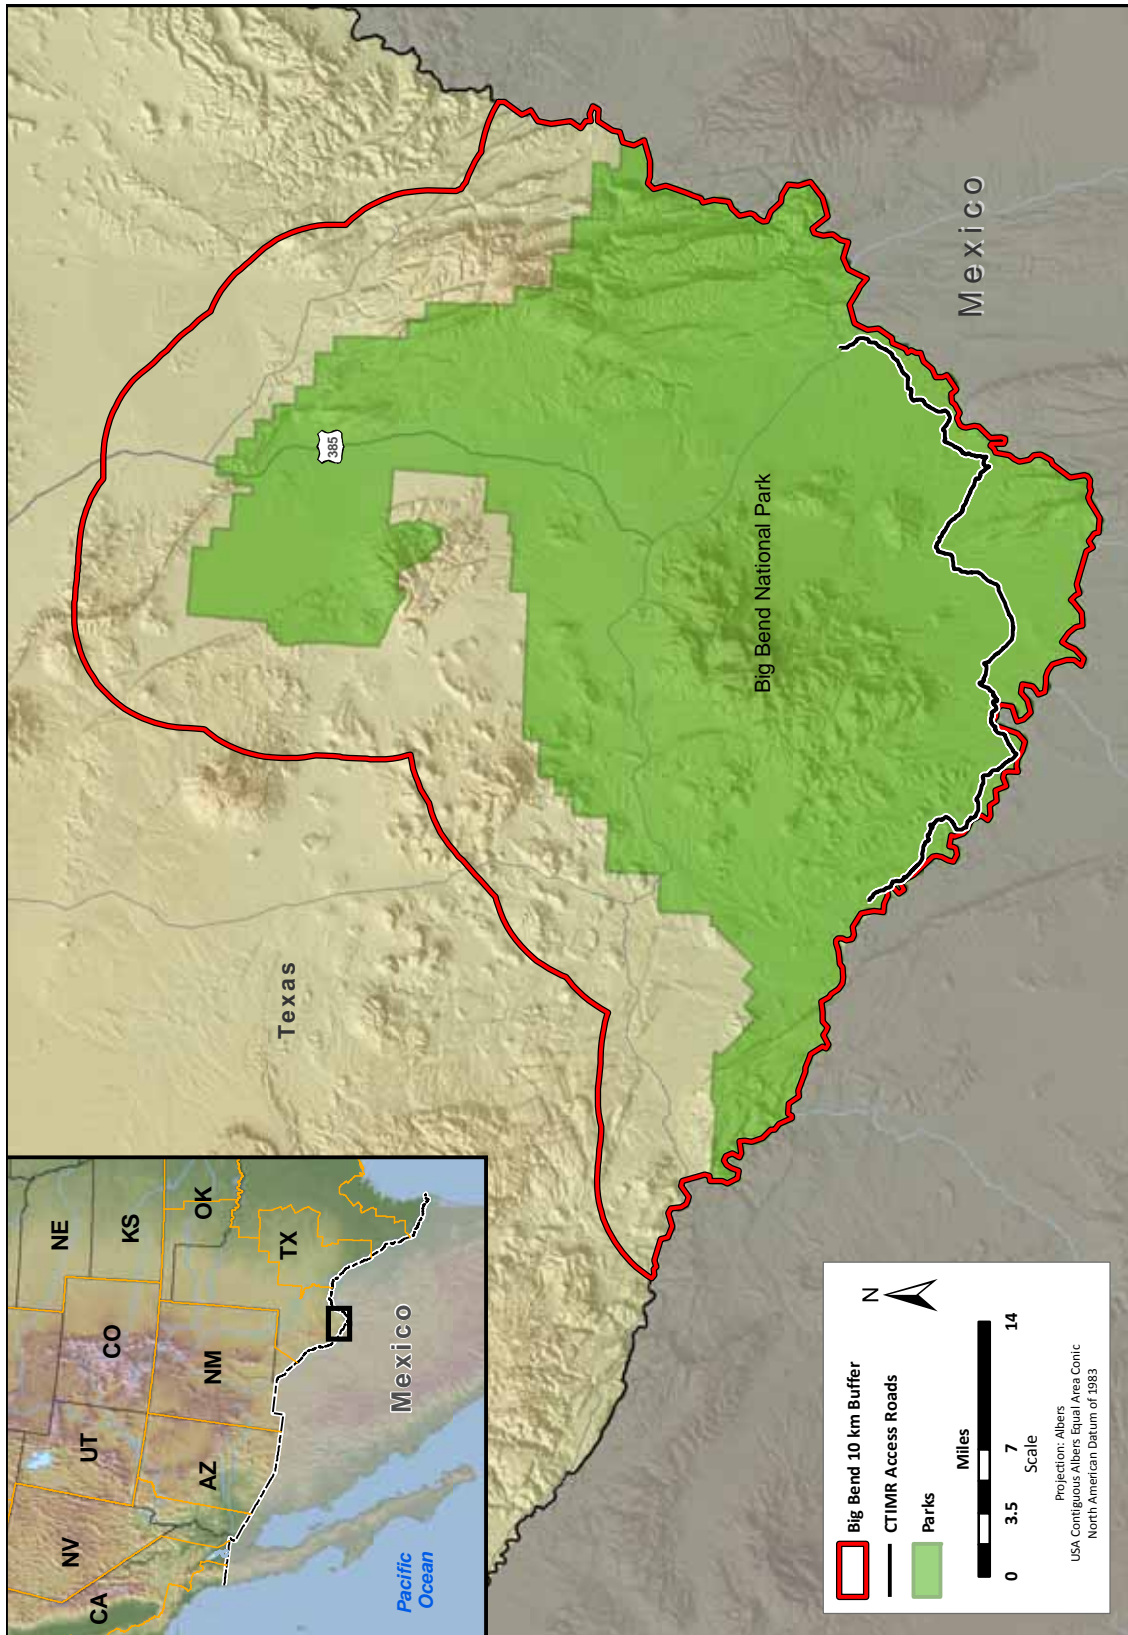 NV
UT
CO
NE
KS
CA
AZ
NM
OK
TX
Mexico
Pacific
Ocean
Texas
385
Big Bend National Park
Mexico
Big Bend 10 km Buffer
CTIMR Access Roads
Parks
N
Miles
0 3.5 7 14
Scale
Projection: Albers
USA Contiguous Albers Equal Area Conic
North American Datum of 1983